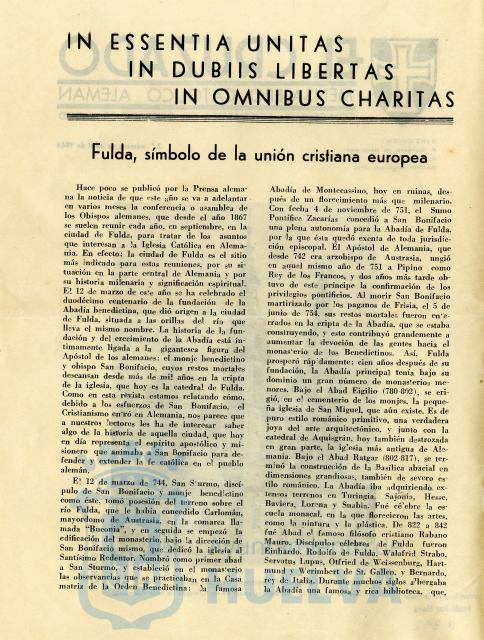 IN ESSENTIA UNITAS
IN DUBIIS LIBERTAS
IN OMNIBUS CHARITAS
Fulda, símbolo de la unión cristiana europea
Hace poco se publicó por la Prensa alema-
na la noticia de que este año se va a adelantar
en varios meses la conferencia o asamblea de
los Obispos alemanes, que desde el año 1867
se suelen reunir cada año, en septiembre, en la
ciudad de Fulda, para tratar de los asuntos
que interesan a la Iglesia Católica en Alema-
nia. En efecto: la ciudad de Fulda es el sitio
más indicado para estas reuniones, por su si-
tuación en la parte central de Alemania y por
su historia milenaria y significación espiritual.
El 12 de marzo de este año se ha celebrado el
duodécimo centenario de la fundación de la
Abadía benedictina, que dió origen a la ciudad
de Fulda, situada a las orillas del río que
lleva el mismo nombre. La historia de la fun-
dación y del crecimiento de la Abadía está ín-
timamente ligada a la gigantesca figura del
Apóstol de los alemanes: el monje benedictino
y obispo San Bonifacio, cuyos restos mortales
descansan desde más de mil años en la cripta
de la iglesia, que hoy es la catedral de Fulda.
Como en esta revista estamos relatando cómo,
debido a los esfuerzos de San Bonifacio, el
Cristianismo entró en Alemania, nos parece que
a nuestros lectores les ha de interesar saber
algo de la historia de aquella ciudad, que hoy
en día representa el espíritu apostólico y mi-
sionero que animaba a San Bonifacio para de-
fender y extender la fe católica en el pueblo
alemán.
El 12 de marzo de 744, San Sturmo, discí-
pulo de San Bonifacio y monje benedictino
como éste, tomó posesión del terreno sobre el
río Fulda, que le había concedido Carlomán,
mayordomo de Austrasia, en la comarca lla-
mada "Buconia", y en seguida se empezó la
edificación del monasterio, bajo la dirección de
San Bonifacio mismo, que dedicó la iglesia al
Santísimo Redentor. Nombró como primer abad
a San Sturmo, y estableció en el monasterio
las observancias que se practicaban en la Casa
matriz de la Orden Benedictina: la famosa
Abadía de Montecassino, hoy en ruinas, des-
pués de un florecimiento más que milenario.
Con fecha 4 de noviembre de 751, el Sumo
Pontífice Zacarías concedió a San Bonifacio
una plena autonomía para la Abadía de Fulda,
por la que ésta quedó exenta de toda jurisdic-
ción episcopal. El Apóstol de Alemania, que
desde 742 era arzobispo de Austrasia, ungió
en aquel mismo año de 751 a Pipino como
Rey de los Francos, y dos años más tarde ob-
tuvo de este príncipe la confirmación de los
privilegios pontificios. Al morir San Bonifacio
martirizado por los paganos de Frisia, el 5 de
junio de 754, sus restos mortales fueron ente-
rrados en la cripta de la Abadía, que se estaba
construyendo, y esto contribuyó grandemente a
aumentar la devoción de las gentes hacia el
monasterio de los Benedictinos. Así, Fulda
prosperó rápidamente: cien años después de su
fundación, la Abadía principal tenía bajo su
dominio un gran número de monasterios me-
nores. Bajo el Abad Eigilio (780-892), se eri-
gió, en el cementerio de los monjes, la peque-
ña iglesia de San Miguel, que aún existe. Es de
puro estilo románico primitivo, una verdadera
joya del arte arquitectónico, y junto con la
catedral de Aquisgrán, hoy también destrozada
en gran parte, la iglesia más antigua de Ale-
mania. Bajo el Abad Ratgar (802-817), se ter-
minó la construcción de la Basílica abacial en
dimensiones grandiosas, también de severo es-
tilo románico. La Abadía iba adquiriendo ex-
tensos terrenos en Turingia, Sajonia, Hesse,
Baviera, Lorena y Suabia. Fué célebre la es-
cuela monacal, en la que florecieron las artes,
como la pintura y la plástica. De 822 a 842
fué Abad el famoso filósofo cristiano Rabano
Mauro. Discípulos célebres de Fulda fueron
Einhardo, Rodolfo de Fulda, Walafrid Strabo,
Servatus Lupus, Otfried de Weissenburg, Hart-
mund y Werimbert de St. Gallen, y Bernardo,
rey de Italia. Durante muchos siglos albergaba
la Abadía una famosa y rica biblioteca, que,